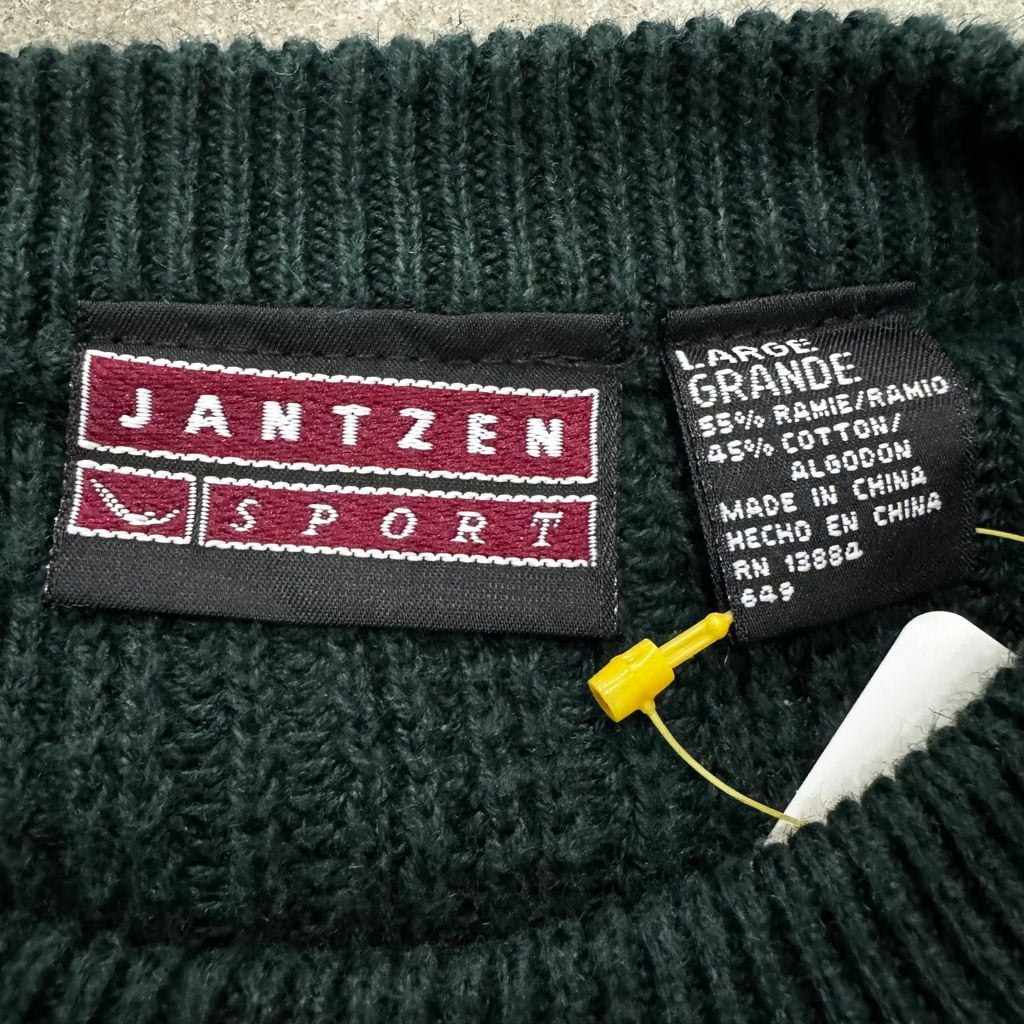 JANTZEN
SPORT
LARGE
GRANDE
55% RAMIE/RAMIO
45% COTTON/
ALGODON
MADE IN CHINA
HECHO EN CHINA
RN 13884
649